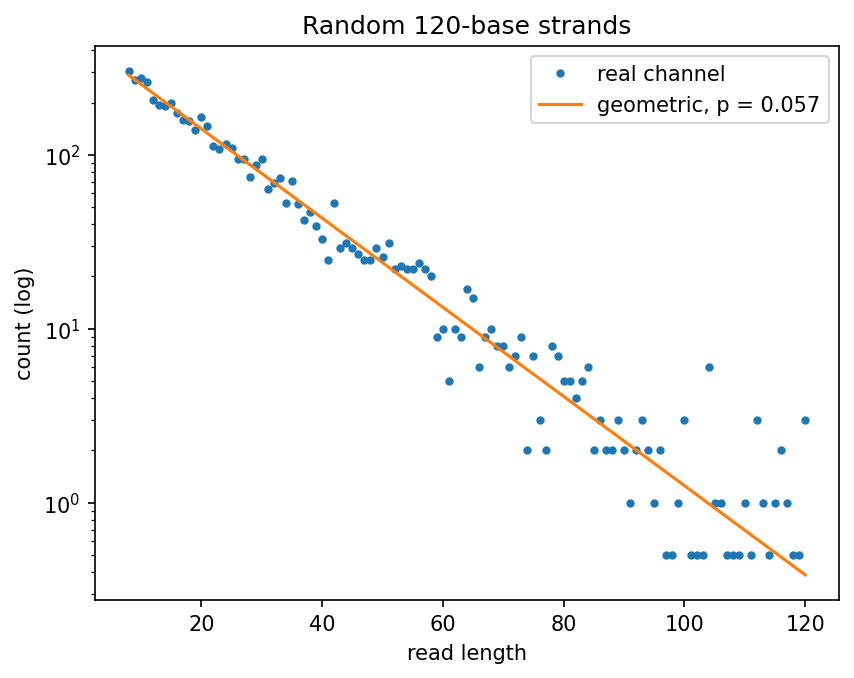 Random 120-base strands
real channel
geometric, p = 0.057
count (log)
10²
10¹
10⁰
20 40 60 80 100 120
read length